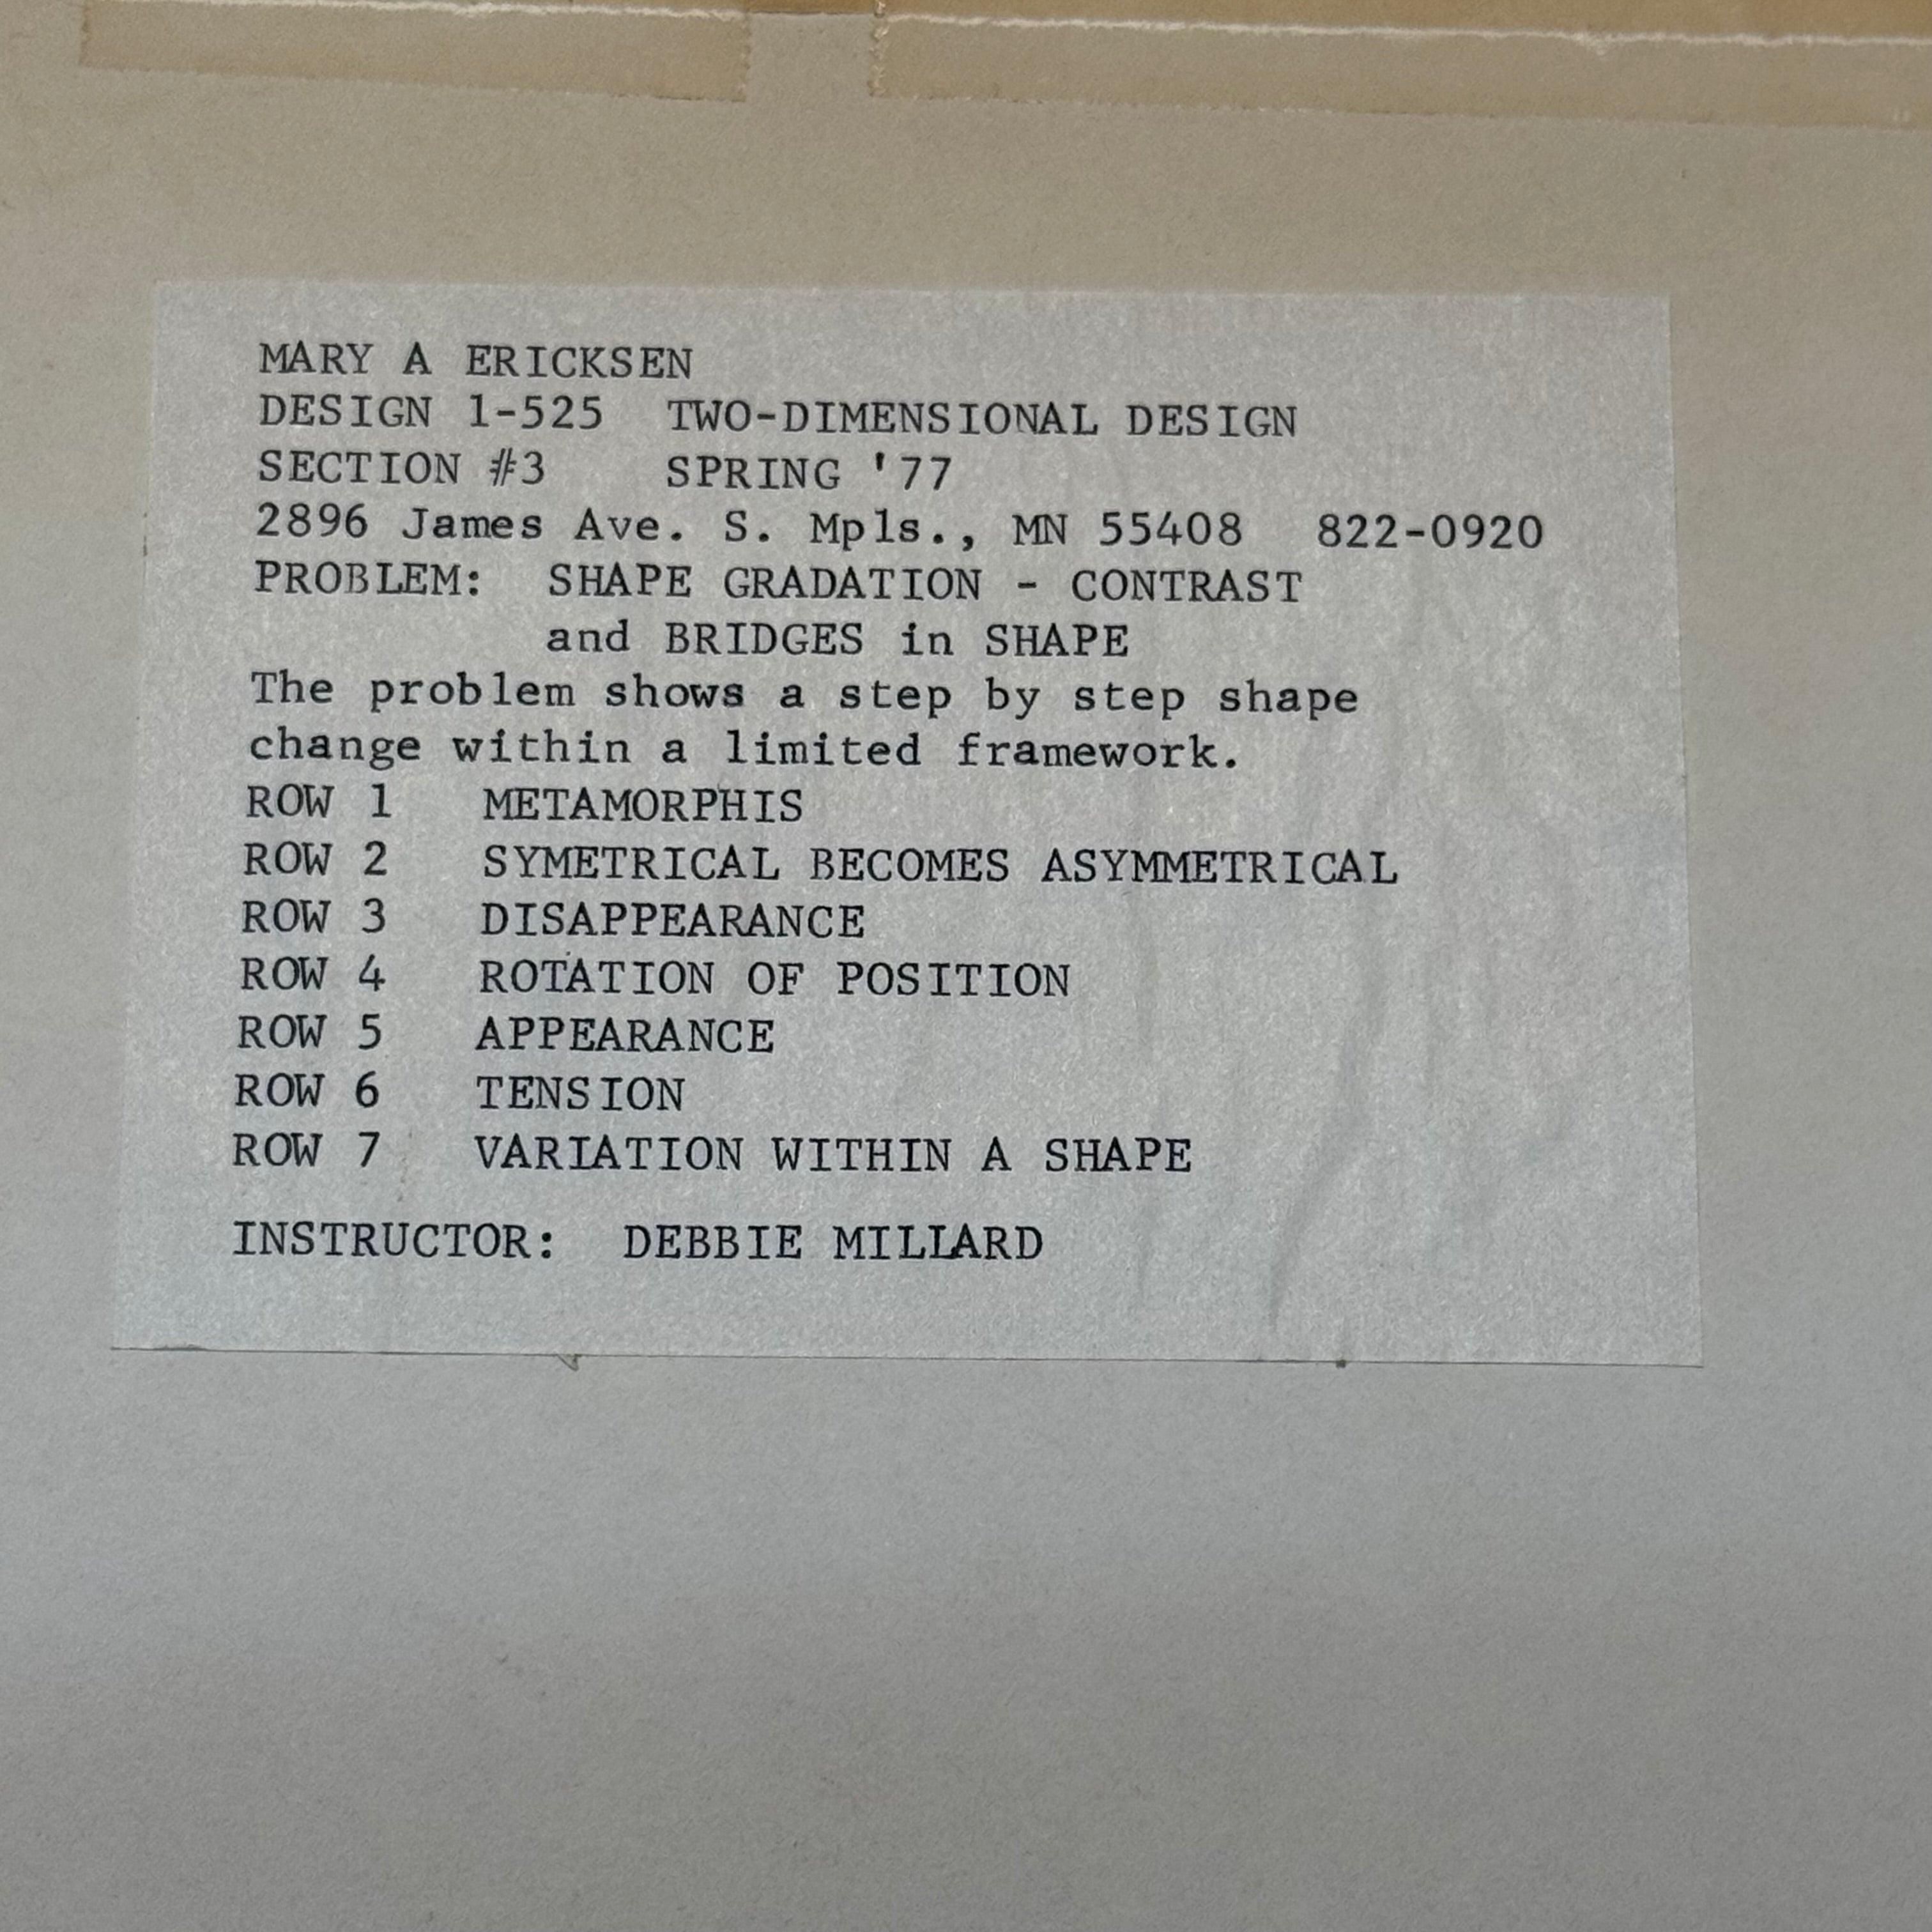 MARY A ERICKSEN
DESIGN 1-525 TWO-DIMENSIONAL DESIGN
SECTION #3 SPRING '77
2896 James Ave. S. Mpls., MN 55408 822-0920
PROBLEM: SHAPE GRADATION - CONTRAST
and BRIDGES in SHAPE
The problem shows a step by step shape
change within a limited framework.
ROW 1 METAMORPHIS
ROW 2 SYMETRICAL BECOMES ASYMMETRICAL
ROW 3 DISAPPEARANCE
ROW 4 ROTATION OF POSITION
ROW 5 APPEARANCE
ROW 6 TENSION
ROW 7 VARIATION WITHIN A SHAPE
INSTRUCTOR: DEBBIE MILLARD